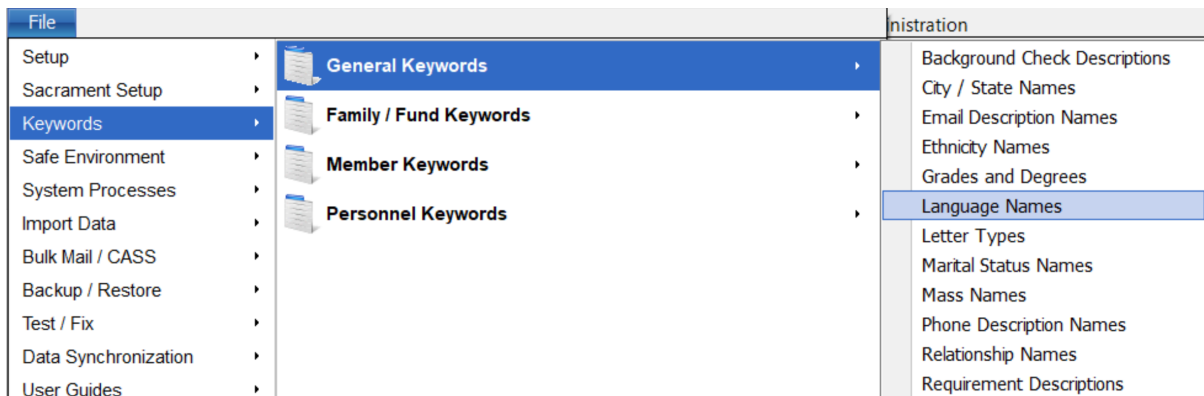 File
Setup
Sacrament Setup
Keywords
Safe Environment
System Processes
Import Data
Bulk Mail / CASS
Backup / Restore
Test / Fix
Data Synchronization
User Guides
General Keywords
Family / Fund Keywords
Member Keywords
Personnel Keywords
nistration
Background Check Descriptions
City / State Names
Email Description Names
Ethnicity Names
Grades and Degrees
Language Names
Letter Types
Marital Status Names
Mass Names
Phone Description Names
Relationship Names
Requirement Descriptions